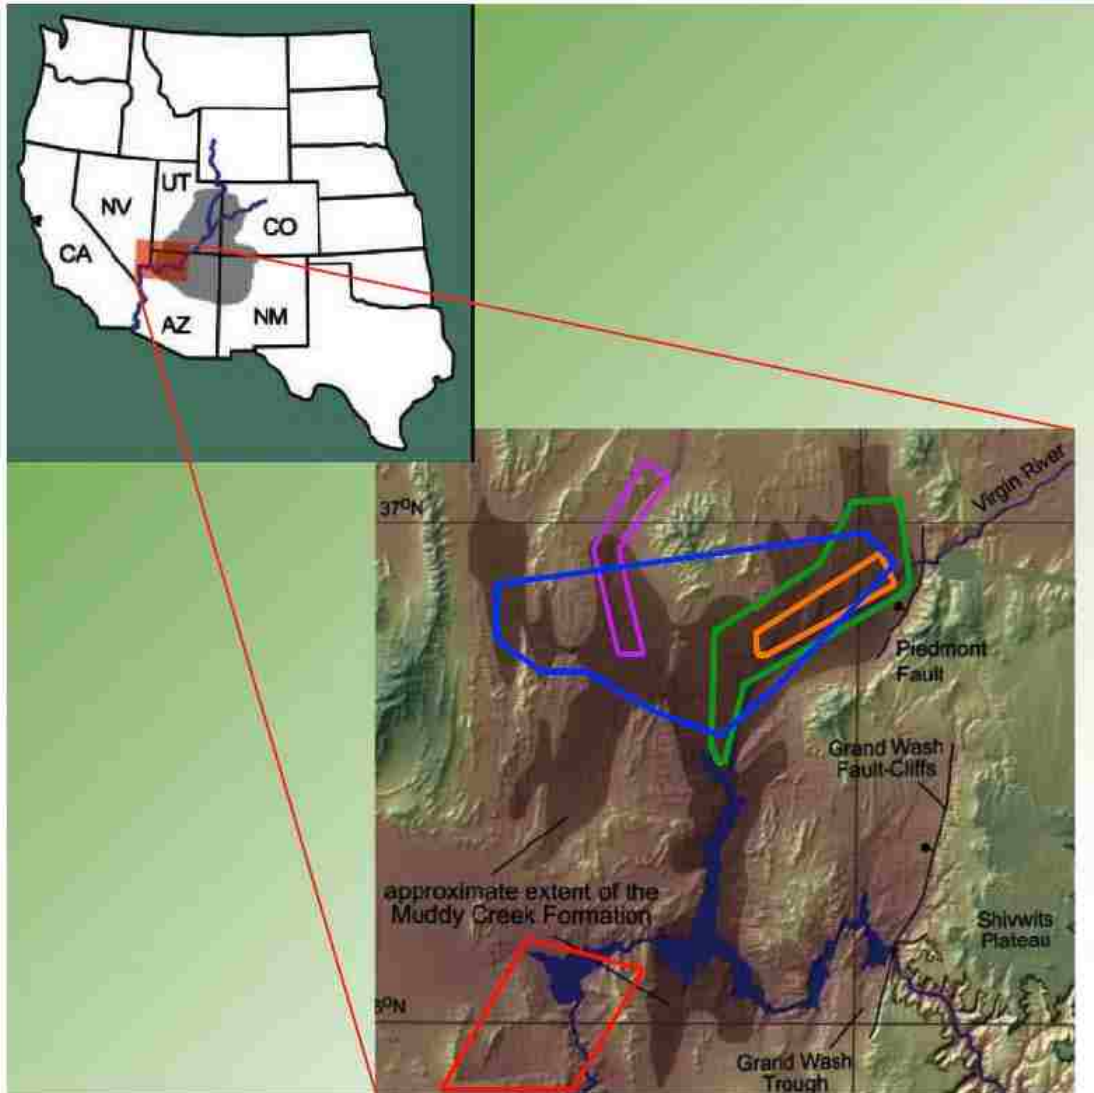 UT
NV
CO
CA
AZ
NM
Virgin River
37°N
Piedmont
Fault
Grand Wash
Fault-Cliffs
approximate extent of the
Muddy Creek Formation
Shivwits
Plateau
6°N
Grand Wash
Trough